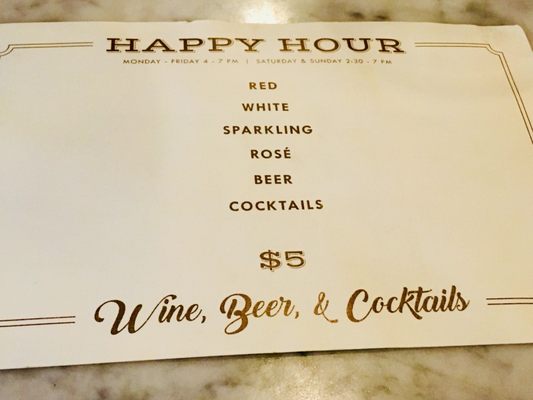 HAPPY HOUR
MONDAY - FRIDAY 4 - 7 PM | SATURDAY & SUNDAY 2:30 - 7 PM
RED
WHITE
SPARKLING
ROSÉ
BEER
COCKTAILS
$5
Wine, Beer, & Cocktails